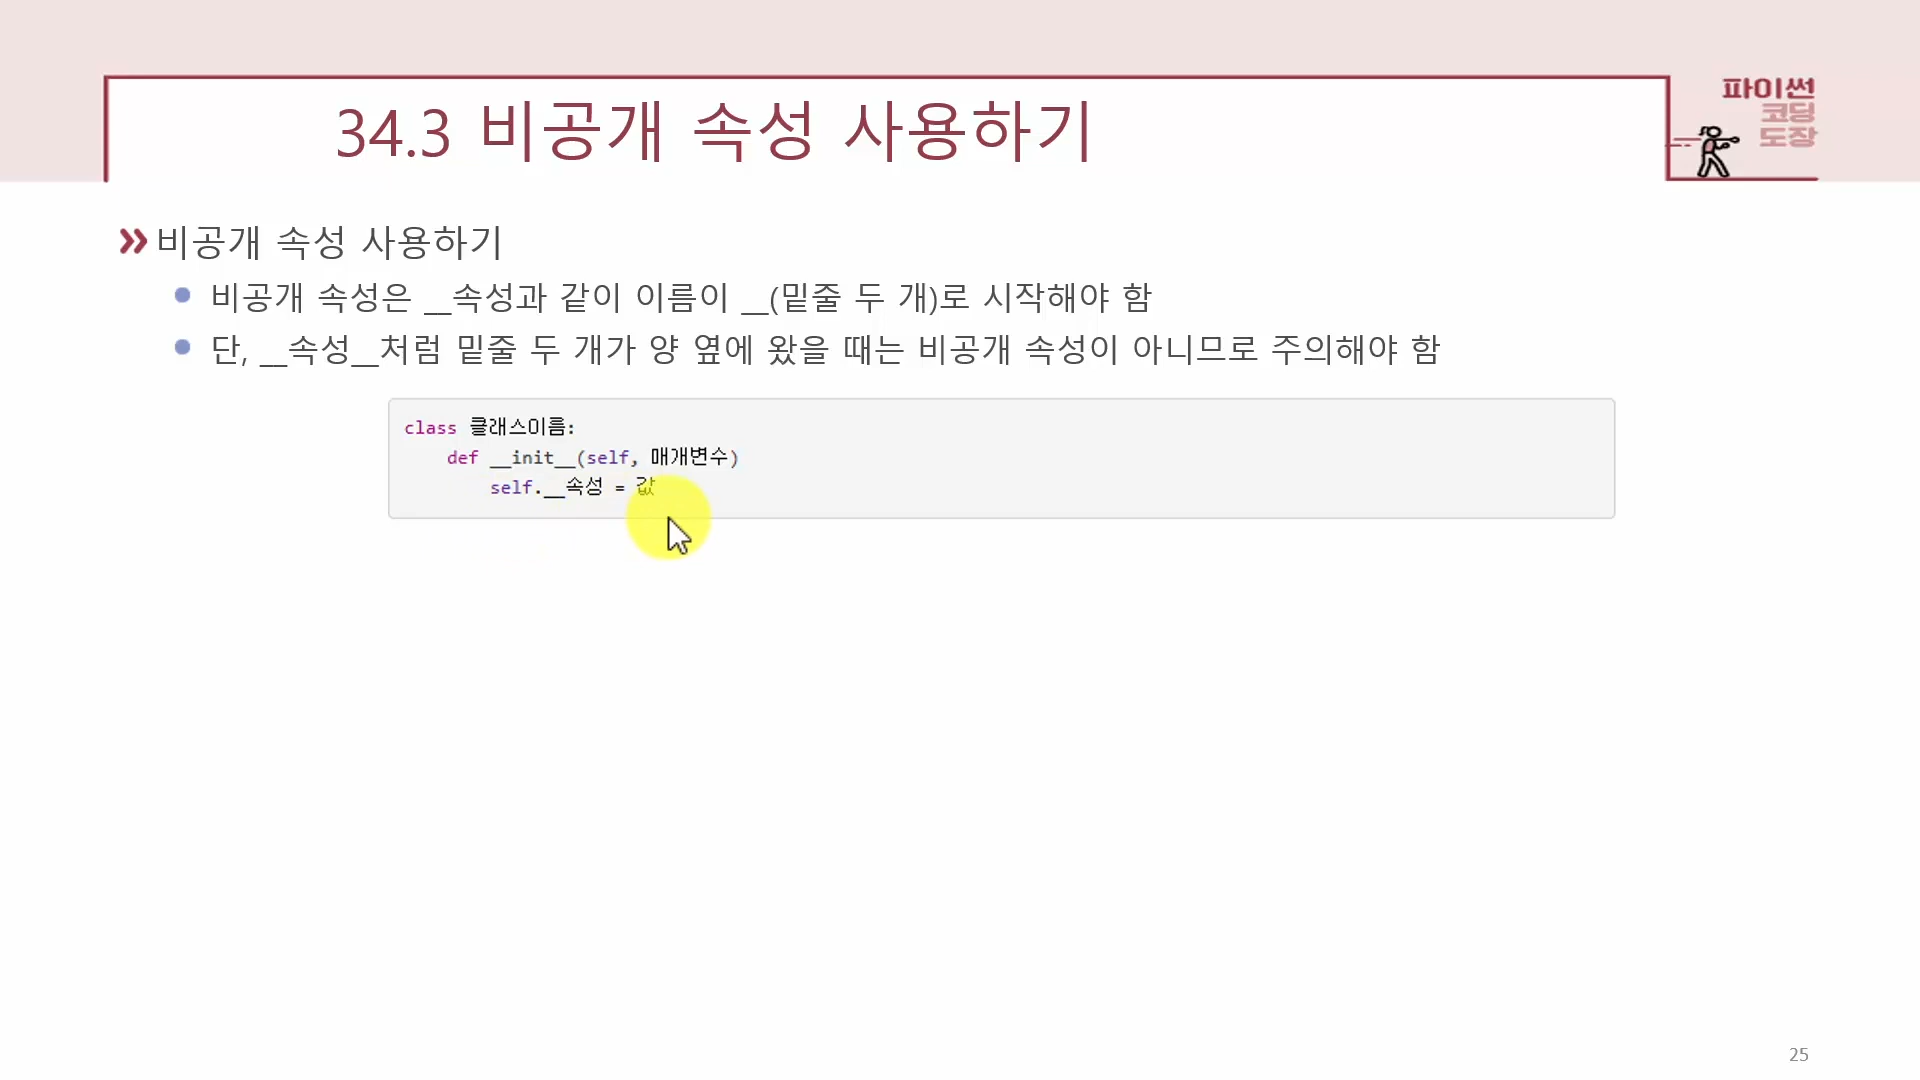 34.3 비공개 속성 사용하기
파이썬
코딩
도장
비공개 속성 사용하기
비공개 속성은 __속성과 같이 이름이 __(밑줄 두 개)로 시작해야 함
단, __속성__처럼 밑줄 두 개가 양 옆에 왔을 때는 비공개 속성이 아니므로 주의해야 함
class 클래스이름:
    def __init__(self, 매개변수)
        self.__속성 = 값
25